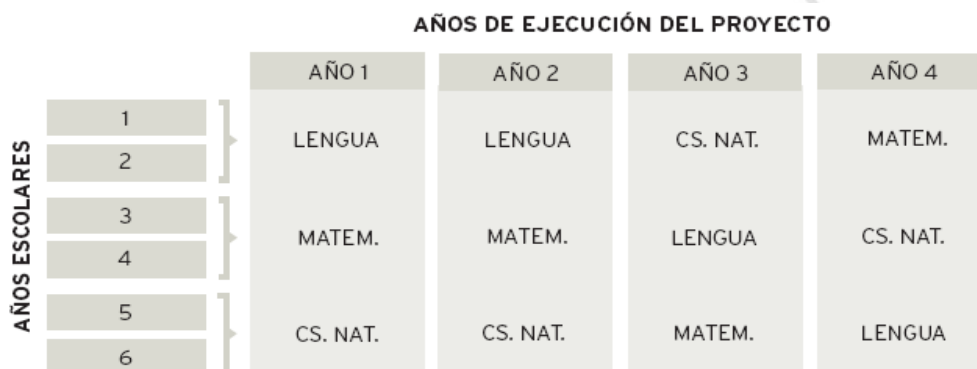 AÑOS DE EJECUCIÓN DEL PROYECTO
AÑO 1 AÑO 2 AÑO 3 AÑO 4
AÑOS ESCOLARES
1
2
LENGUA LENGUA CS. NAT. MATEM.
3
4
MATEM. MATEM. LENGUA CS. NAT.
5
6
CS. NAT. CS. NAT. MATEM. LENGUA